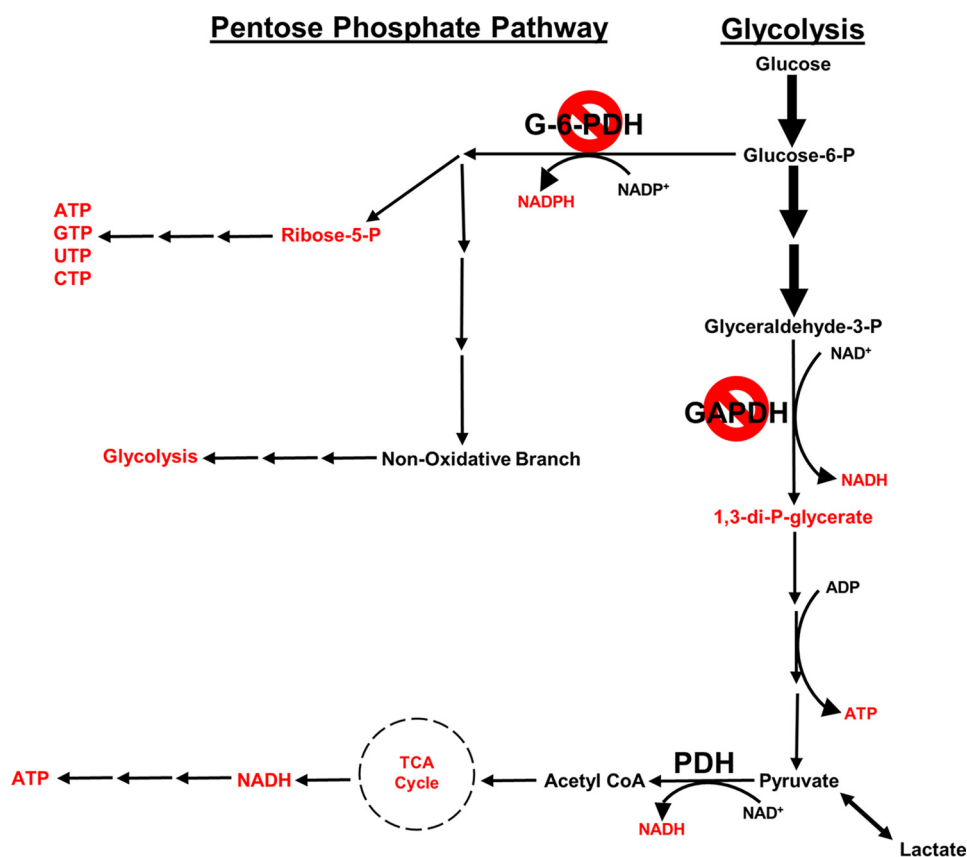 Pentose Phosphate Pathway
Glycolysis
Glucose
G-6-PDH
Glucose-6-P
NADPH
NADP+
ATP
GTP
UTP
CTP
Ribose-5-P
Glyceraldehyde-3-P
NAD+
GAPDH
Glycolysis
Non-Oxidative Branch
NADH
1,3-di-P-glycerate
ADP
ATP
TCA
Cycle
PDH
ATP
NADH
Acetyl CoA
Pyruvate
NADH
NAD+
Lactate